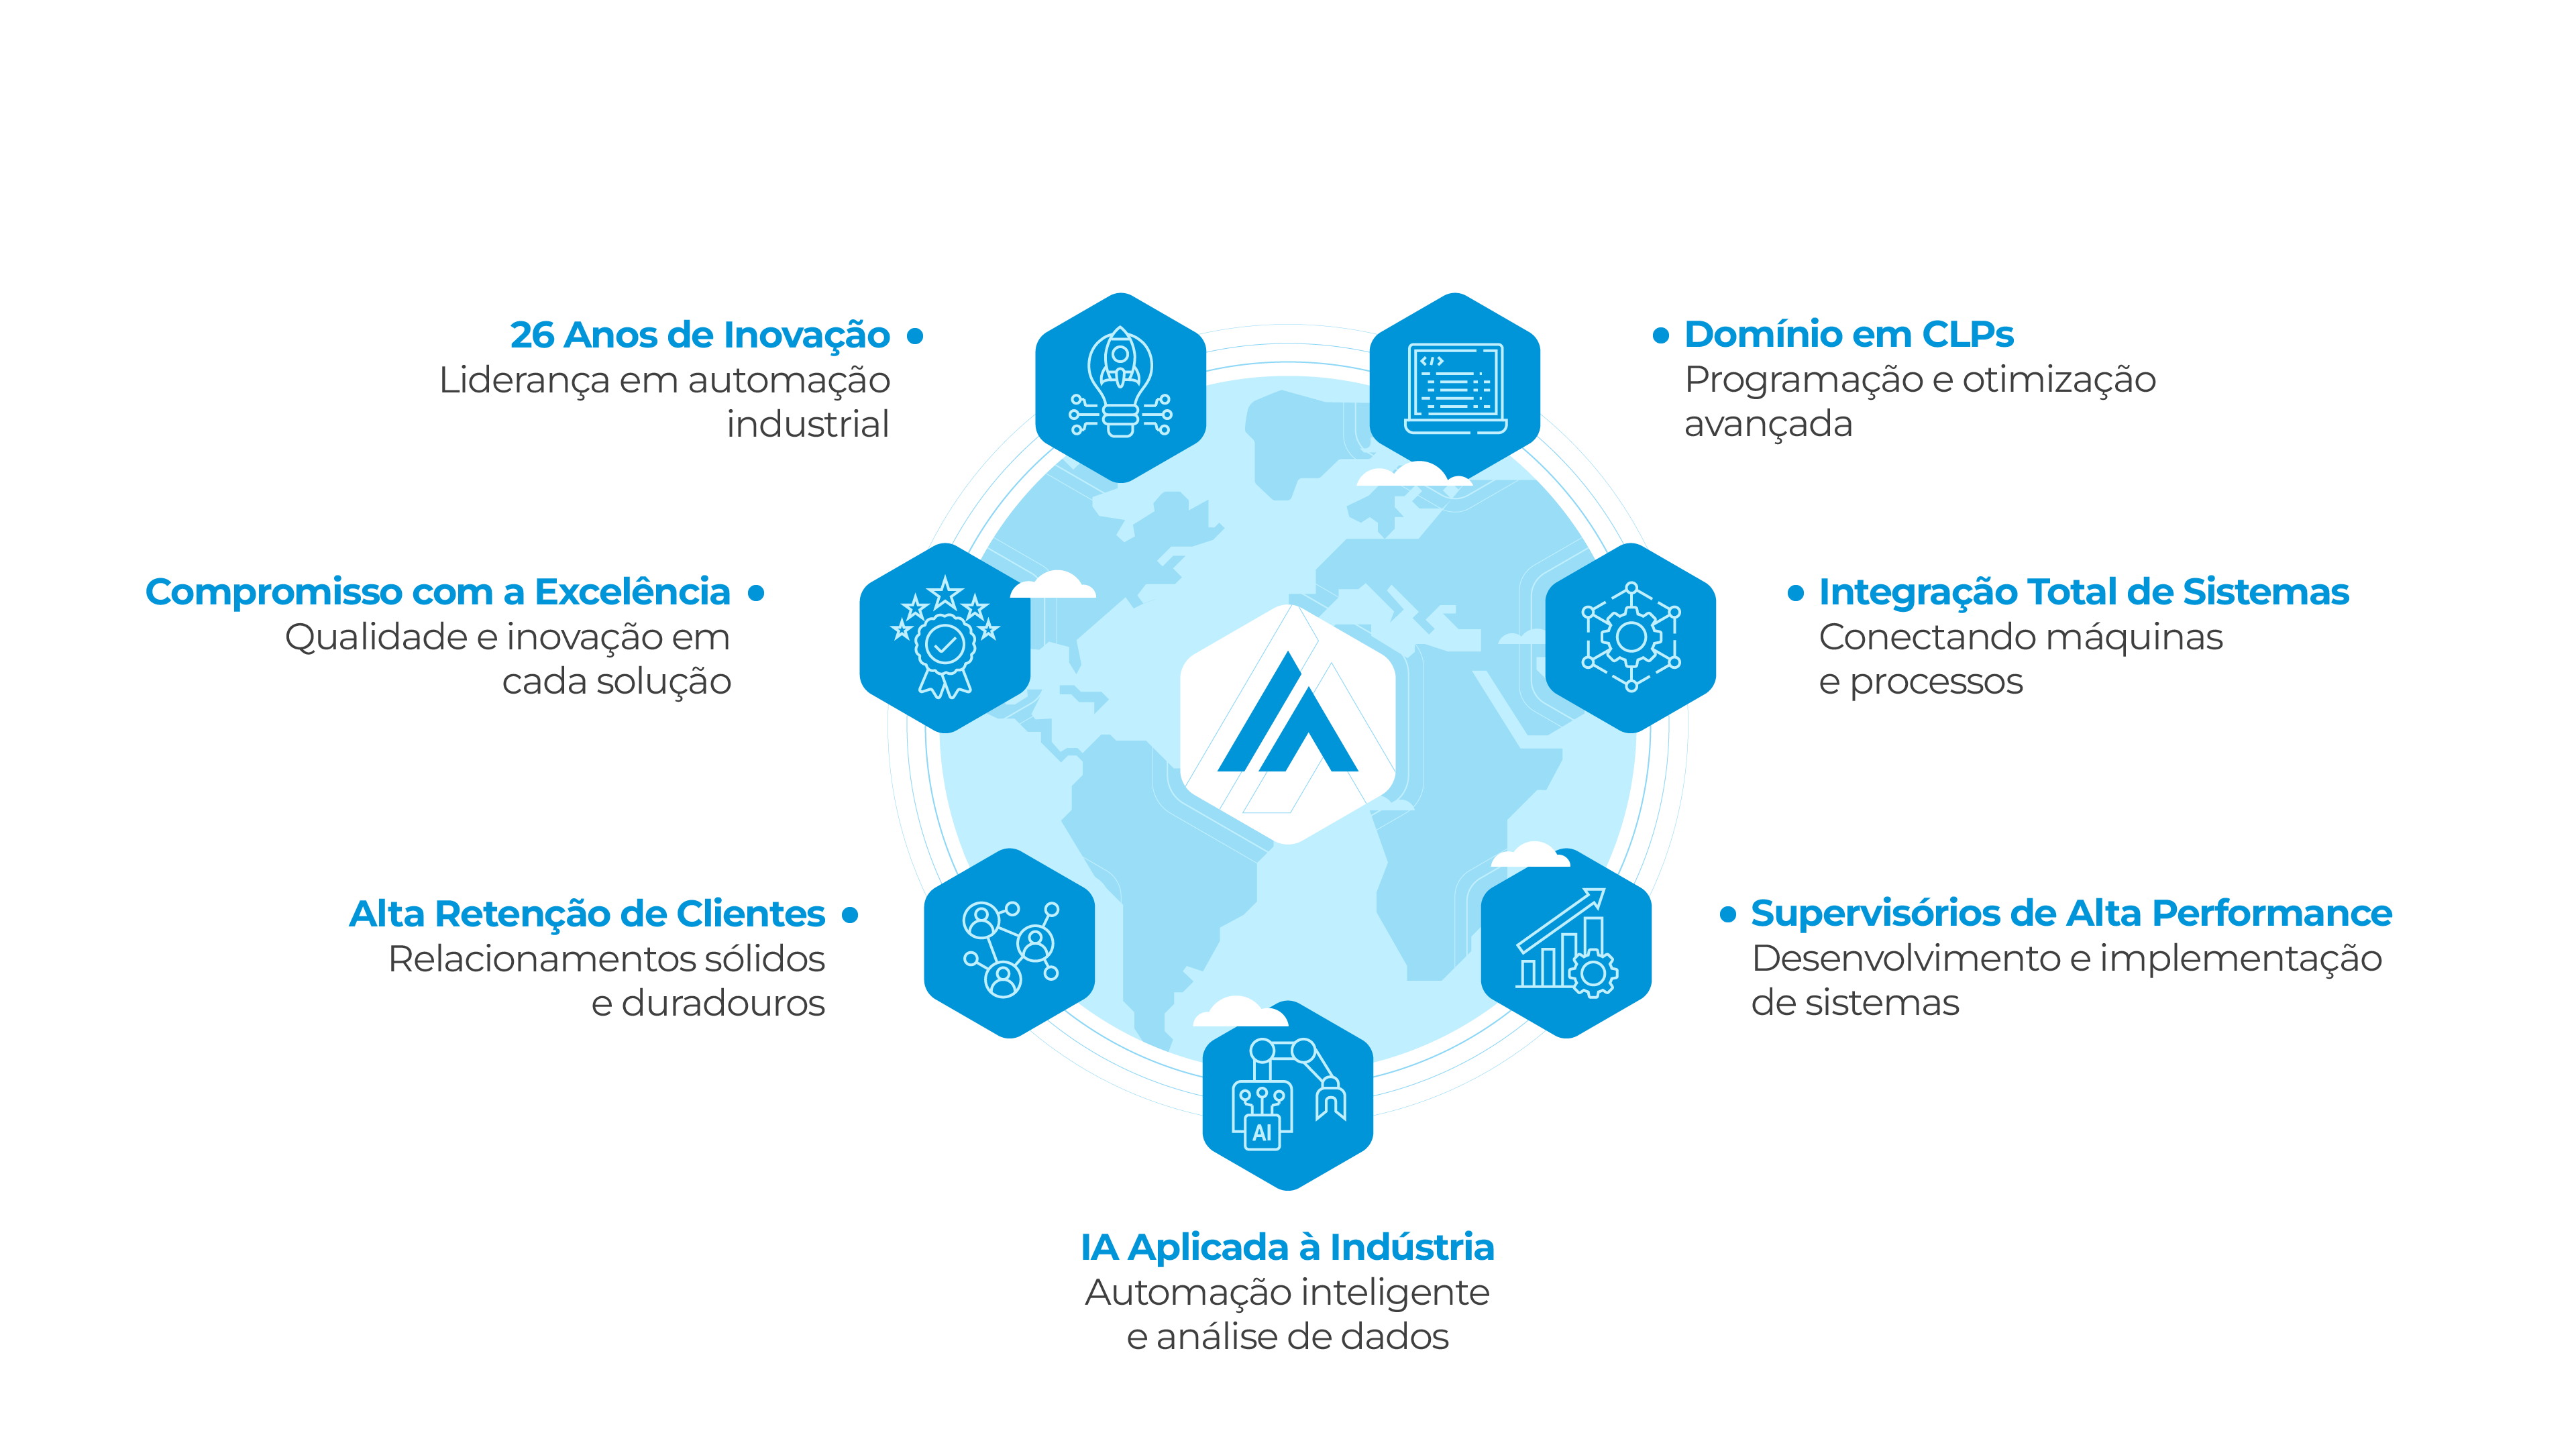 26 Anos de Inovação
Liderança em automação
industrial
Domínio em CLPs
Programação e otimização
avançada
Compromisso com a Excelência
Qualidade e inovação em
cada solução
Integração Total de Sistemas
Conectando máquinas
e processos
Alta Retenção de Clientes
Relacionamentos sólidos
e duradouros
Supervisórios de Alta Performance
Desenvolvimento e implementação
de sistemas
AI
IA Aplicada à Indústria
Automação inteligente
e análise de dados